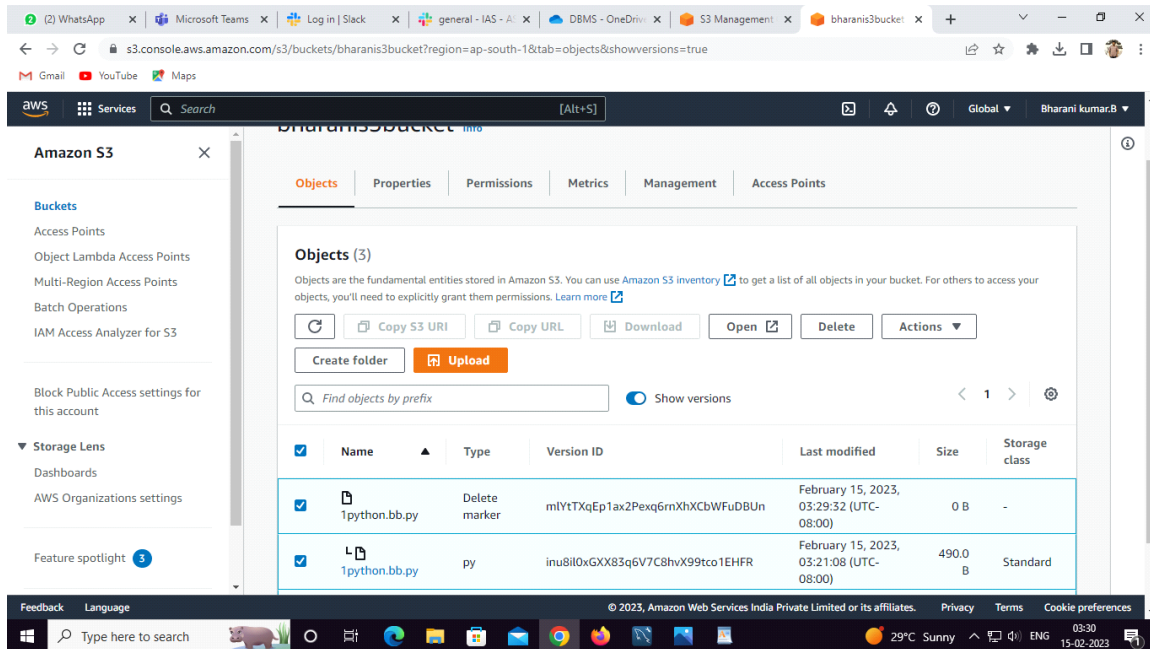 (2) WhatsApp
Microsoft Teams
Log in | Slack
general - IAS - A
DBMS - OneDrive
S3 Management
bharanis3bucket
s3.console.aws.amazon.com/s3/buckets/bharanis3bucket?region=ap-south-1&tab=objects&showversions=true
Gmail YouTube Maps
aws Services Search [Alt+S] Global Bharani kumar.B
bharanis3bucket Info
Amazon S3
Buckets
Access Points
Object Lambda Access Points
Multi-Region Access Points
Batch Operations
IAM Access Analyzer for S3
Block Public Access settings for
this account
Storage Lens
Dashboards
AWS Organizations settings
Feature spotlight 3
Objects Properties Permissions Metrics Management Access Points
Objects (3)
Objects are the fundamental entities stored in Amazon S3. You can use Amazon S3 inventory to get a list of all objects in your bucket. For others to access your
objects, you'll need to explicitly grant them permissions. Learn more
Copy S3 URI Copy URL Download Open Delete Actions
Create folder Upload
Find objects by prefix Show versions 1
Name Type Version ID Last modified Size Storage
class
1python.bb.py
Delete
marker
mlYtTXqEp1ax2Pexq6rnXhXCbWFuDBUn
February 15, 2023,
03:29:32 (UTC-
08:00)
0 B
-
1python.bb.py
py
inu8il0xGXX83q6V7C8hvX99tco1EHFR
February 15, 2023,
03:21:08 (UTC-
08:00)
490.0
B
Standard
Feedback Language © 2023, Amazon Web Services India Private Limited or its affiliates. Privacy Terms Cookie preferences
Type here to search
29°C Sunny ENG
03:30
15-02-2023
1